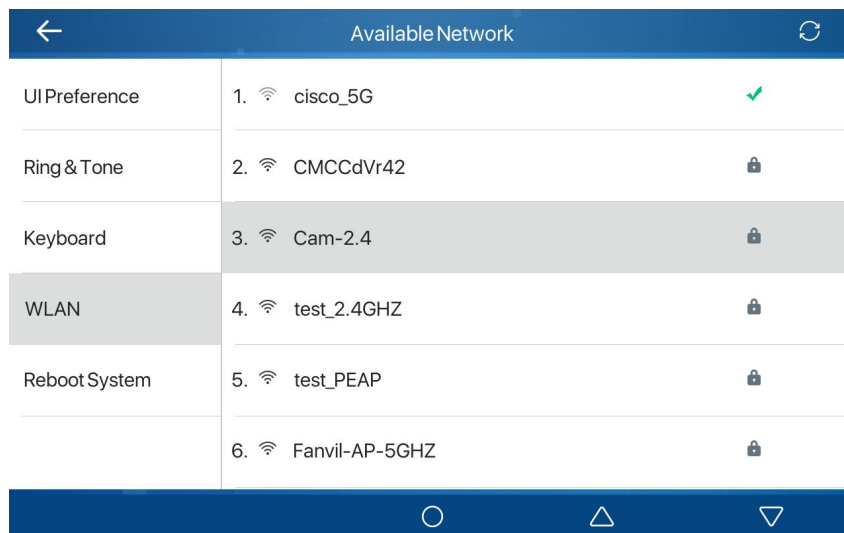 Available Network
UI Preference
Ring & Tone
Keyboard
WLAN
Reboot System
1. cisco_5G
2. CMCCdVr42
3. Cam-2.4
4. test_2.4GHZ
5. test_PEAP
6. Fanvil-AP-5GHZ